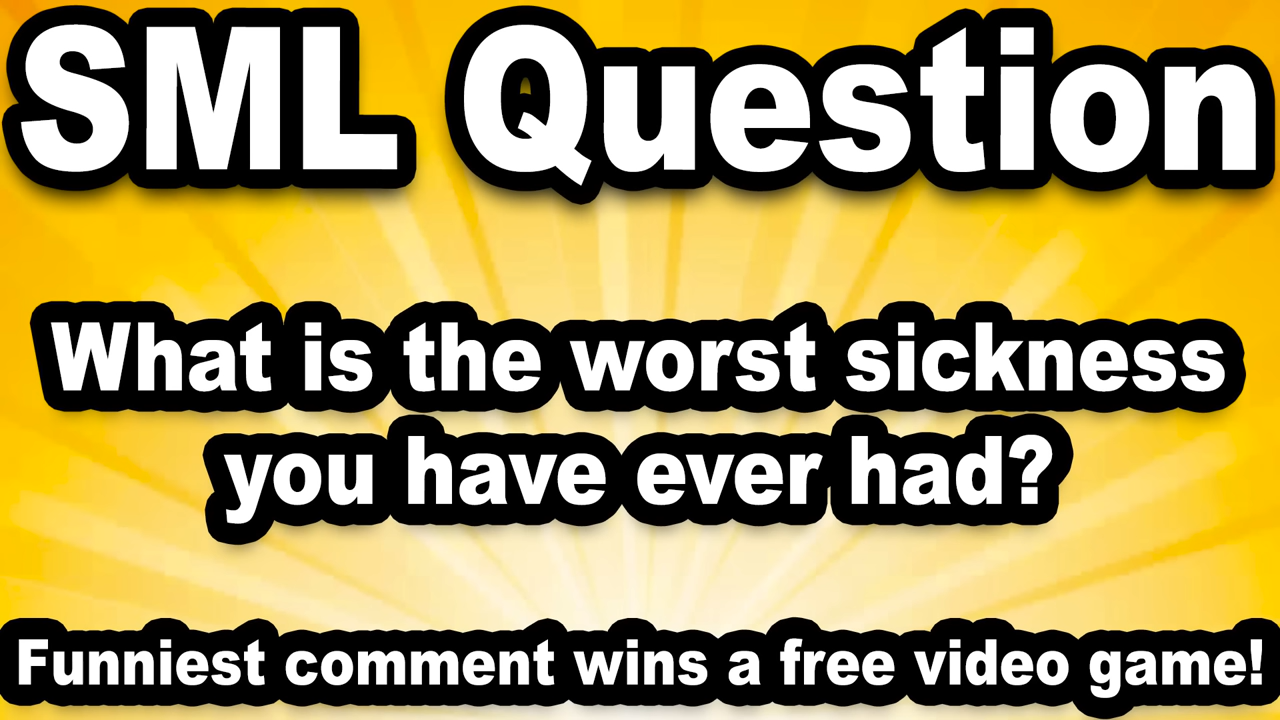 SML Question
What is the worst sickness
you have ever had?
Funniest comment wins a free video game!